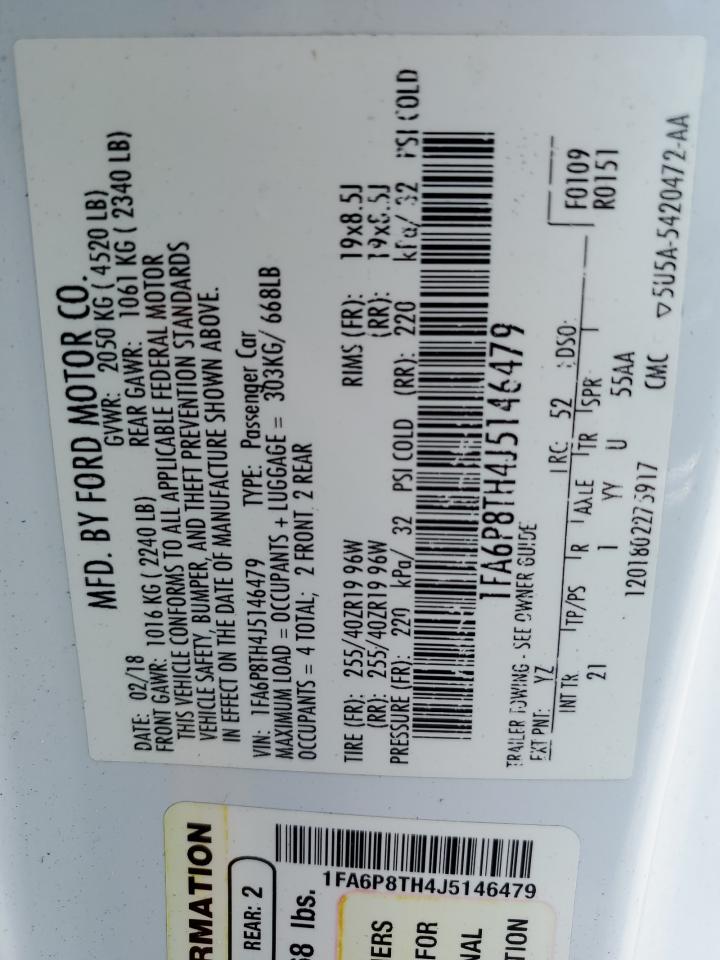 MFD. BY FORD MOTOR CO.
DATE: 02/18 GVWR: 2050 KG ( 4520 LB)
FRONT GAWR: 1016 KG ( 2240 LB) REAR GAWR: 1061 KG ( 2340 LB)
THIS VEHICLE CONFORMS TO ALL APPLICABLE FEDERAL MOTOR
VEHICLE SAFETY, BUMPER, AND THEFT PREVENTION STANDARDS
IN EFFECT ON THE DATE OF MANUFACTURE SHOWN ABOVE.
VIN: 1FA6P8TH4J5146479 TYPE: Passenger Car
MAXIMUM LOAD = OCCUPANTS + LUGGAGE = 303KG/ 668LB
OCCUPANTS = 4 TOTAL; 2 FRONT 2 REAR
TIRE (FR): 255/40ZR19 96W RIMS (FR): 19x8.5J
(RR): 255/40ZR19 96W (RR): 19x8.5J
PRESSURE (FR): 220 kPa/ 32 PSI COLD (RR): 220 kPa/ 32 PSI COLD
1FA6P8TH4J5146479
TRAILER TOWING - SEE OWNER GUIDE
EXT PNT: YZ RC: 52 DSO: F0109
R0151
INT TR TP/PS R AXLE TR SPR
21 1 YY U 55AA
1201802275917 CMC ▽5U5A-5420472-AA
RMATION
REAR: 2
68 lbs.
1FA6P8TH4J5146479
ERS
FOR
NAL
TION